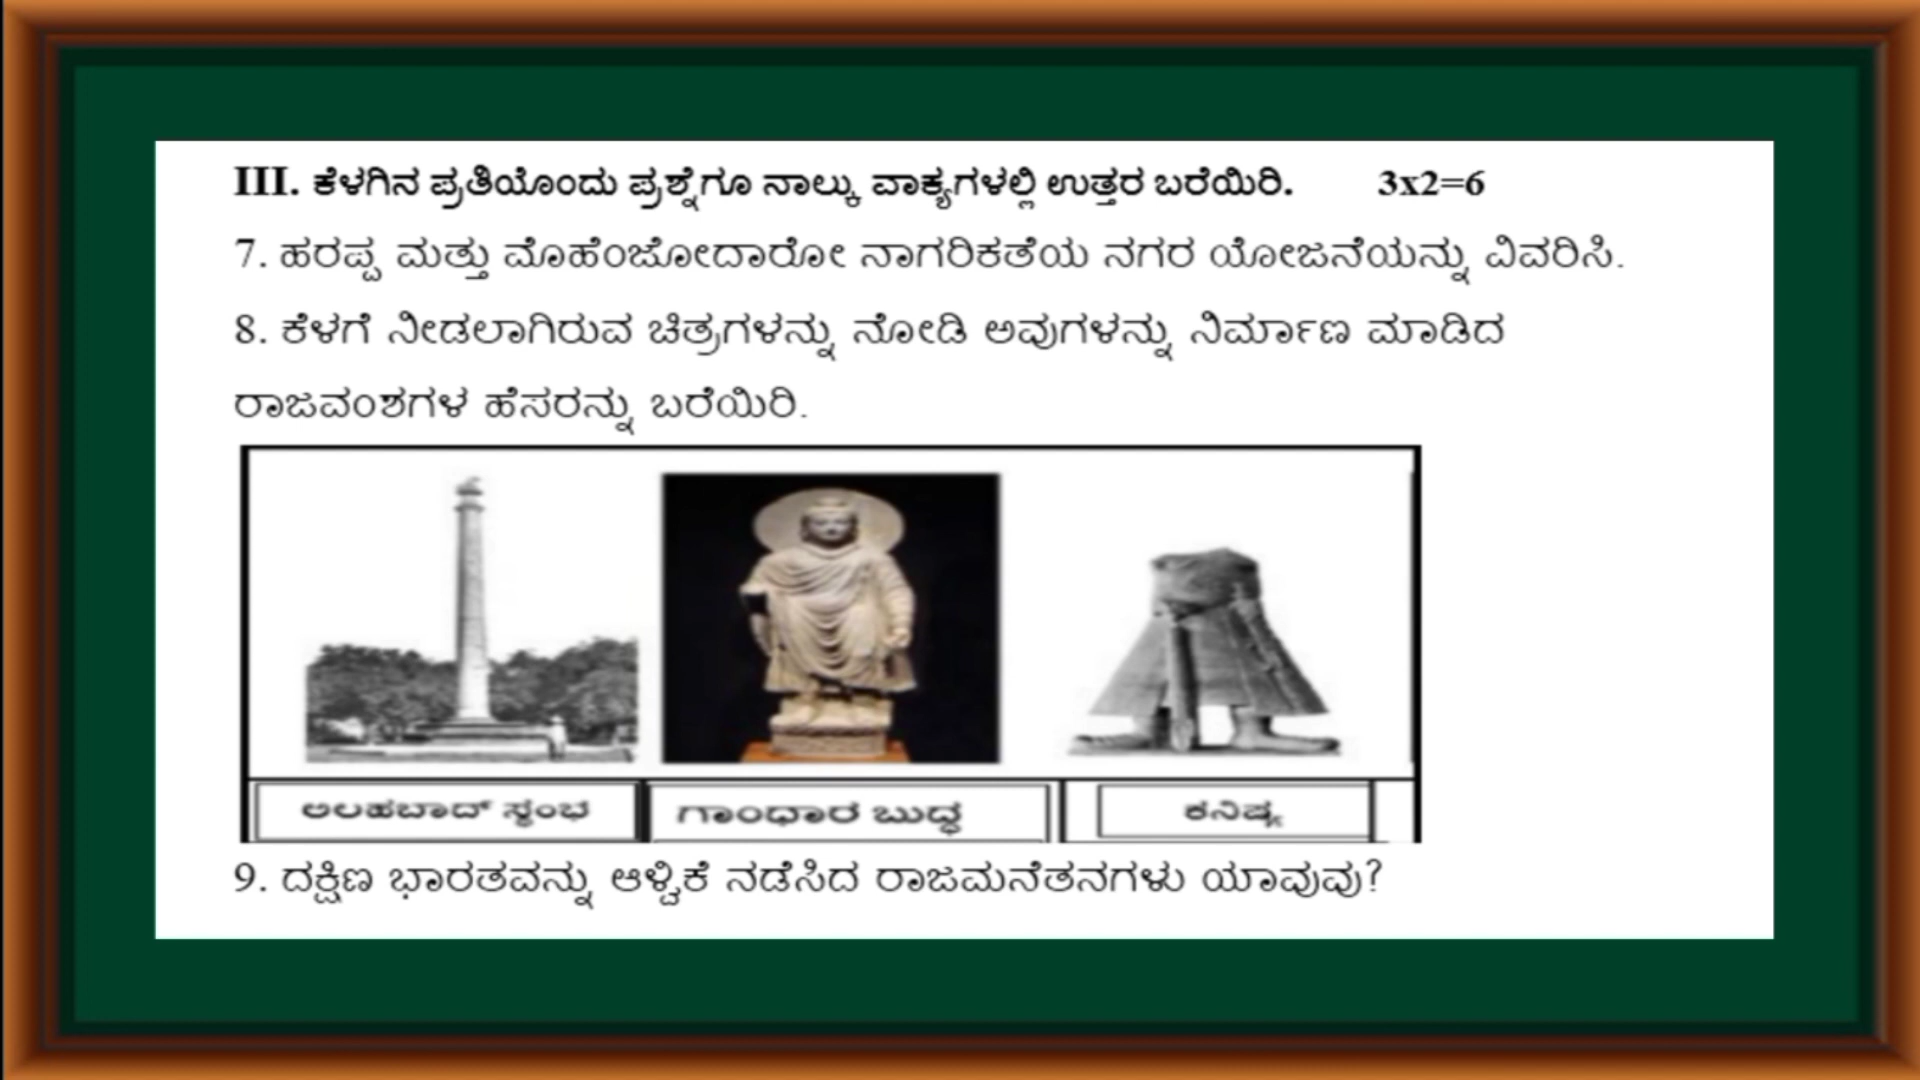 III. ಕೆಳಗಿನ ಪ್ರತಿಯೊಂದು ಪ್ರಶ್ನೆಗೂ ನಾಲ್ಕು ವಾಕ್ಯಗಳಲ್ಲಿ ಉತ್ತರ ಬರೆಯಿರಿ. 3x2=6
7. ಹರಪ್ಪ ಮತ್ತು ಮೊಹೆಂಜೋದಾರೋ ನಾಗರಿಕತೆಯ ನಗರ ಯೋಜನೆಯನ್ನು ವಿವರಿಸಿ.
8. ಕೆಳಗೆ ನೀಡಲಾಗಿರುವ ಚಿತ್ರಗಳನ್ನು ನೋಡಿ ಅವುಗಳನ್ನು ನಿರ್ಮಾಣ ಮಾಡಿದ
ರಾಜವಂಶಗಳ ಹೆಸರನ್ನು ಬರೆಯಿರಿ.
ಅಲಹಬಾದ್ ಸ್ಥಂಭ ಗಾಂಧಾರ ಬುದ್ಧ ಕನಿಷ್ಕ
9. ದಕ್ಷಿಣ ಭಾರತವನ್ನು ಆಳ್ವಿಕೆ ನಡೆಸಿದ ರಾಜಮನೆತನಗಳು ಯಾವುವು?